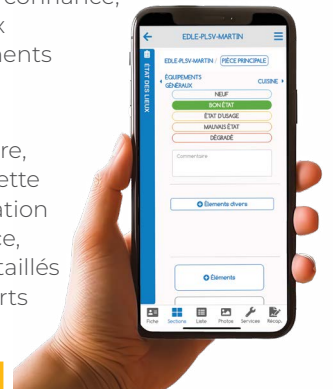 confiance,
x
ments
re,
ette
ation
ce,
taillés
rts
EDLE-PLSV-MARTIN
ÉTAT DES LIEUX
EDLE-PLSV-MARTIN / PIÈCE PRINCIPALE
ÉQUIPEMENTS GÉNÉRAUX
CUISINE
NEUF
BON ÉTAT
ÉTAT D'USAGE
MAUVAIS ÉTAT
DÉGRADÉ
Commentaire
Élements divers
Éléments
Fiche Sections Liste Photos Services Récap.